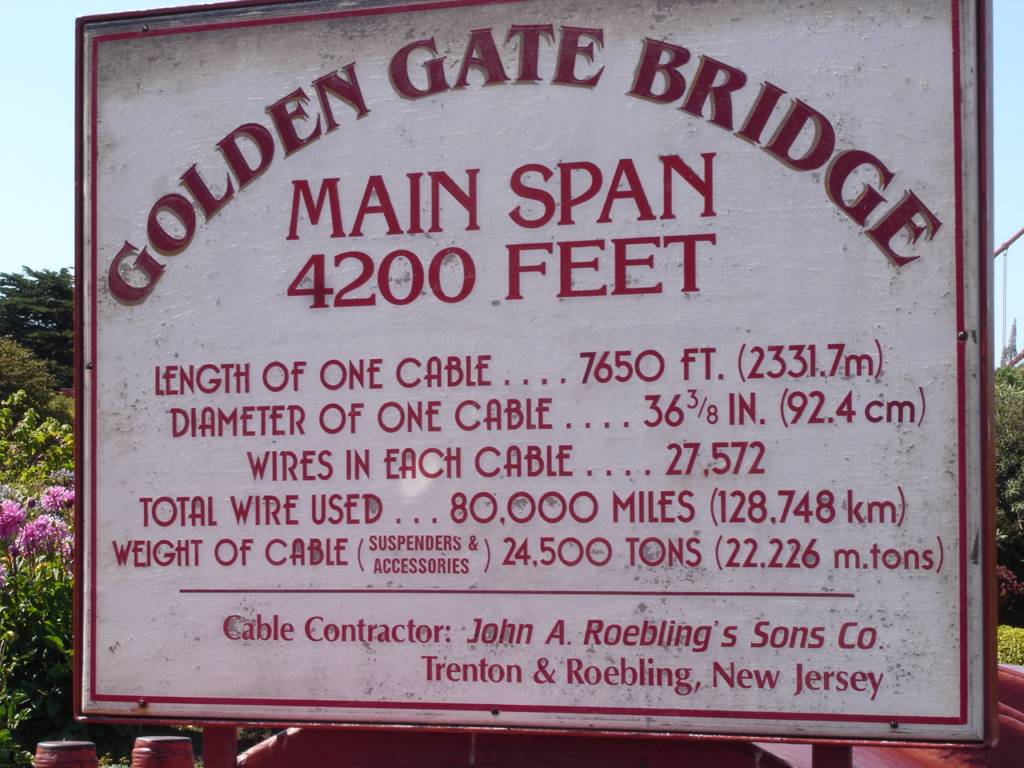 GOLDEN GATE BRIDGE
MAIN SPAN
4200 FEET
LENGTH OF ONE CABLE .... 7650 FT. (2331.7m)
DIAMETER OF ONE CABLE .... 36 3/8 IN. (92.4 cm)
WIRES IN EACH CABLE .... 27,572
TOTAL WIRE USED ... 80,000 MILES (128,748 km)
WEIGHT OF CABLE (SUSPENDERS & ACCESSORIES) 24,500 TONS (22,226 m.tons)
Cable Contractor: John A. Roebling's Sons Co.
Trenton & Roebling, New Jersey